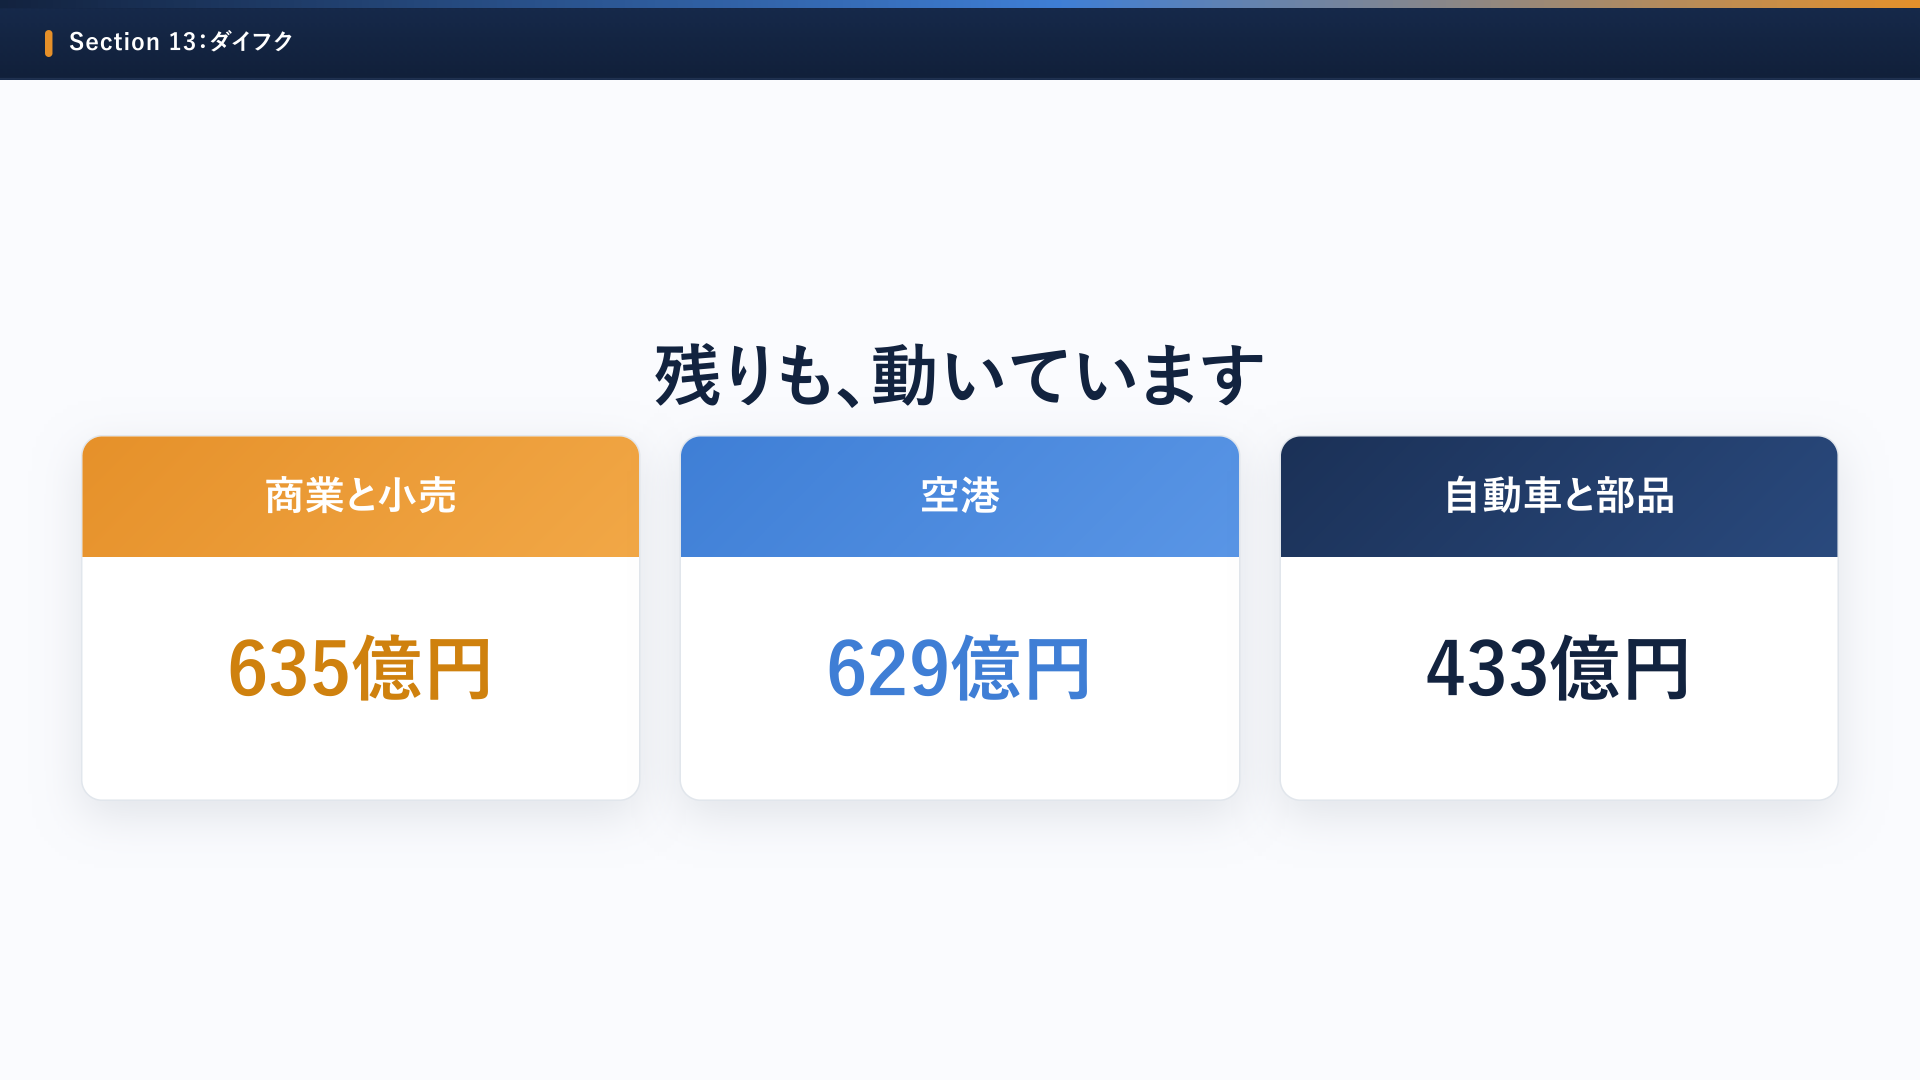 Section 13：ダイフク
残りも、動いています
商業と小売
635億円
空港
629億円
自動車と部品
433億円